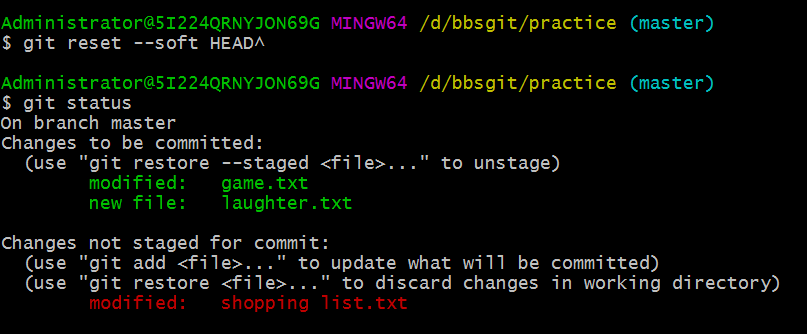 Administrator@5I224QRNYJON69G MINGW64 /d/bbsgit/practice (master)
$ git reset --soft HEAD^
Administrator@5I224QRNYJON69G MINGW64 /d/bbsgit/practice (master)
$ git status
On branch master
Changes to be committed:
  (use "git restore --staged <file>..." to unstage)
        modified:   game.txt
        new file:   laughter.txt
Changes not staged for commit:
  (use "git add <file>..." to update what will be committed)
  (use "git restore <file>..." to discard changes in working directory)
        modified:   shopping list.txt